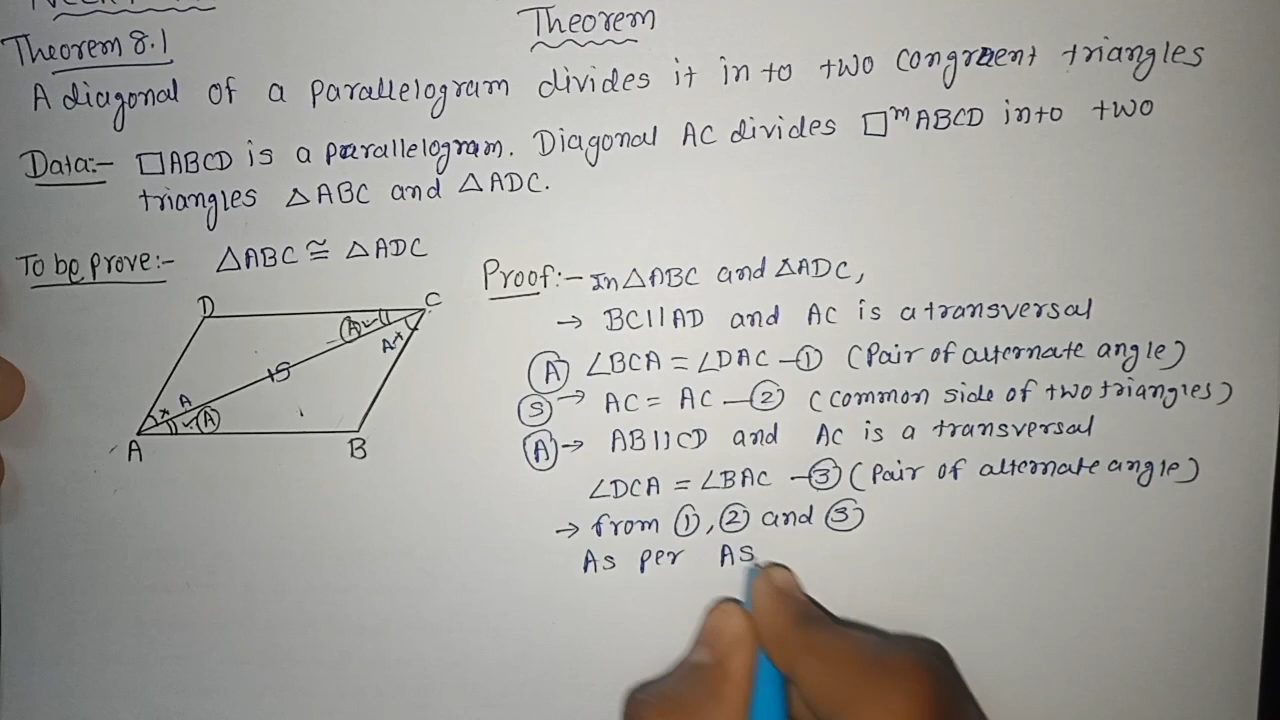 Theorem
Theorem 8.1
A diagonal of a parallelogram divides it in to two congruent triangles
Data:- □ABCD is a parallelogram. Diagonal AC divides □ᵐABCD into two
triangles △ABC and △ADC.
To be prove:- △ABC ≅ △ADC
D C
A
A×
S
× A
A
A B
Proof:- In △ABC and △ADC,
→ BC||AD and AC is a transversal
Ⓐ ∠BCA = ∠DAC -① (Pair of alternate angle)
Ⓢ → AC = AC -② (common side of two triangles)
Ⓐ → AB||CD and AC is a transversal
∠DCA = ∠BAC -③ (Pair of alternate angle)
→ from ①, ② and ③
As per AS